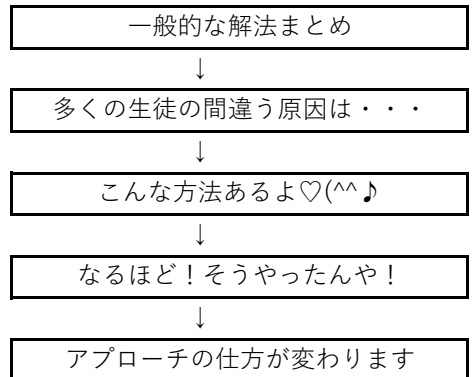 一般的な解法まとめ
↓
多くの生徒の間違う原因は・・・
↓
こんな方法あるよ♡(^^♪
↓
なるほど！そうやったんや！
↓
アプローチの仕方が変わります